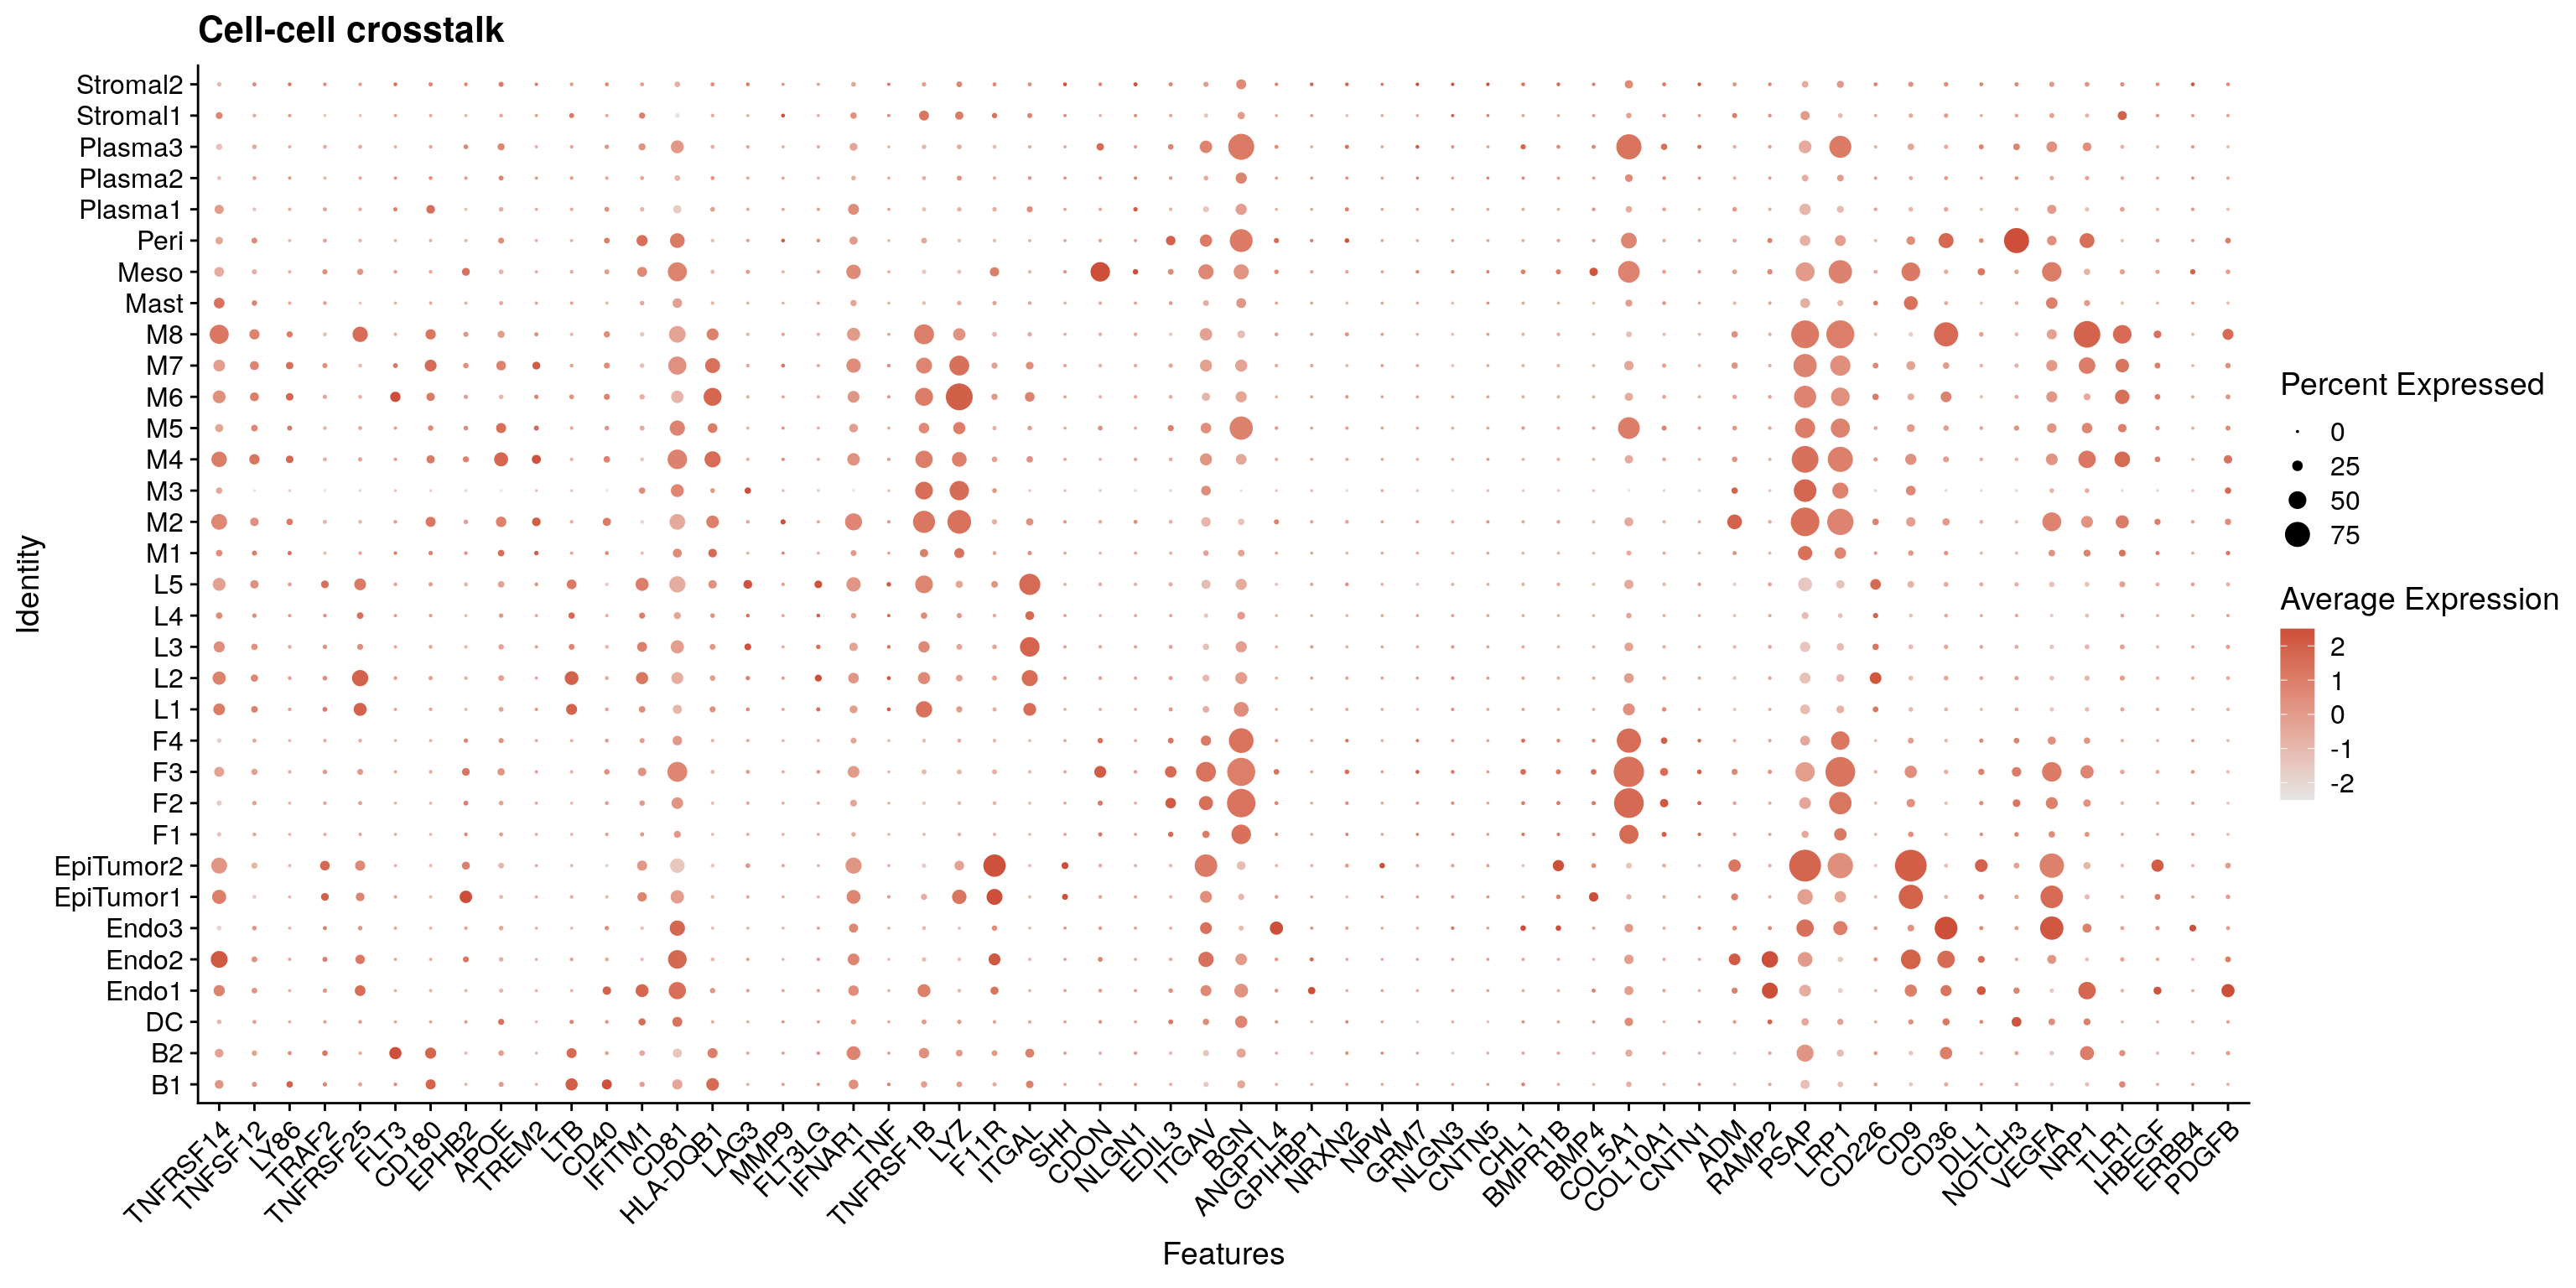 Cell-cell crosstalk
Identity
Stromal2
Stromal1
Plasma3
Plasma2
Plasma1
Peri
Meso
Mast
M8
M7
M6
M5
M4
M3
M2
M1
L5
L4
L3
L2
L1
F4
F3
F2
F1
EpiTumor2
EpiTumor1
Endo3
Endo2
Endo1
DC
B2
B1
TNFRSF14
TNFSF12
LY86
TRAF2
TNFRSF25
FLT3
CD180
EPHB2
APOE
TREM2
LTB
CD40
IFITM1
CD81
HLA-DQB1
LAG3
MMP9
FLT3LG
IFNAR1
TNF
TNFRSF1B
LYZ
F11R
ITGAL
SHH
CDON
NLGN1
EDIL3
ITGAV
BGN
ANGPTL4
GPIHBP1
NRXN2
NPW
GRM7
NLGN3
CNTN5
CHL1
BMPR1B
BMP4
COL5A1
COL10A1
CNTN1
ADM
RAMP2
PSAP
LRP1
CD226
CD9
CD36
DLL1
NOTCH3
VEGFA
NRP1
TLR1
HBEGF
ERBB4
PDGFB
Features
Percent Expressed
0
25
50
75
Average Expression
2
1
0
-1
-2